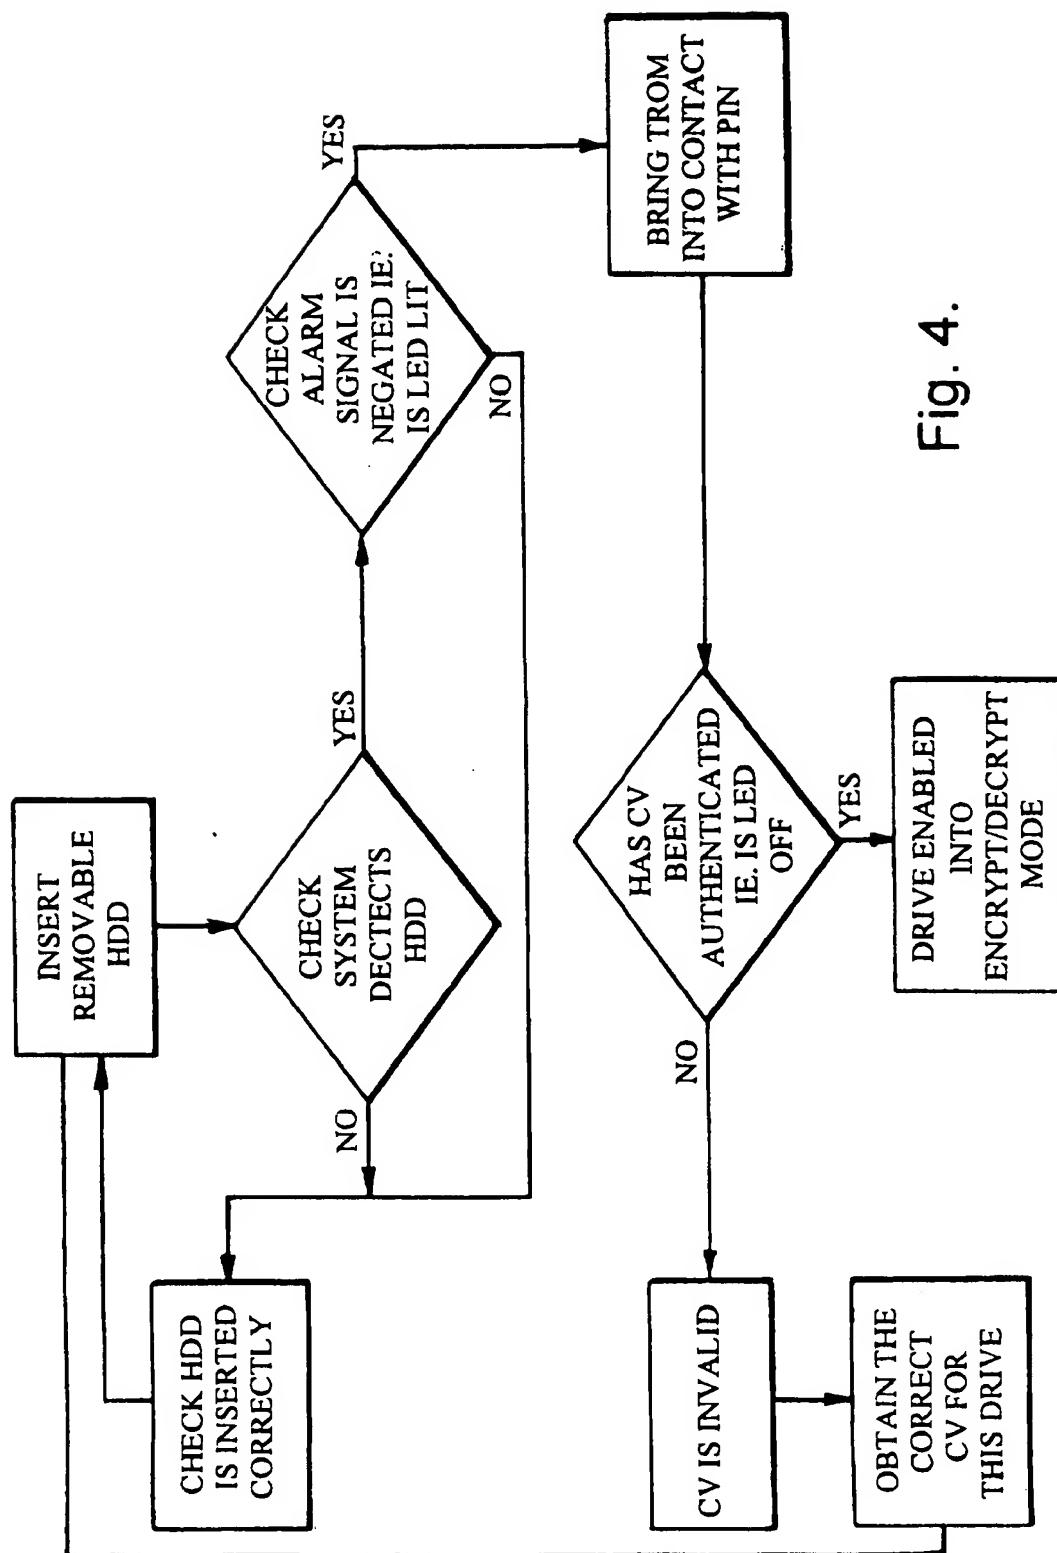 INSERT
REMOVABLE
HDD
CHECK
SYSTEM
DECTECTS
HDD
YES
NO
CHECK HDD
IS INSERTED
CORRECTLY
CHECK
ALARM
SIGNAL IS
NEGATED IE.
IS LED LIT
YES
NO
BRING TROM
INTO CONTACT
WITH PIN
HAS CV
BEEN
AUTHENTICATED
IE. IS LED
OFF
YES
NO
DRIVE ENABLED
INTO
ENCRYPT/DECRYPT
MODE
CV IS INVALID
OBTAIN THE
CORRECT
CV FOR
THIS DRIVE
Fig. 4.